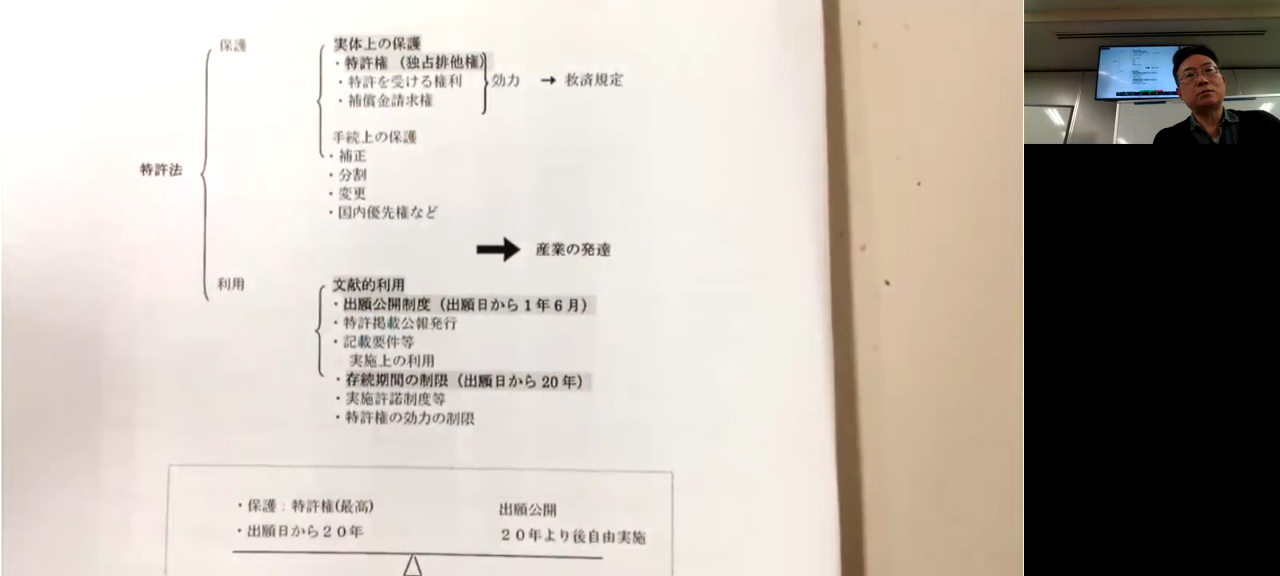 保護
実体上の保護
・特許権 (独占排他権)
・特許を受ける権利
・補償金請求権
効力 → 救済規定
手続上の保護
・補正
・分割
・変更
・国内優先権など
特許法
➡ 産業の発達
利用
文献的利用
・出願公開制度 (出願日から1年6月)
・特許掲載公報発行
・記載要件等
実施上の利用
・存続期間の制限 (出願日から 20 年)
・実施許諾制度等
・特許権の効力の制限
・保護:特許権(最高) 出願公開
・出願日から20年 20年より後自由実施